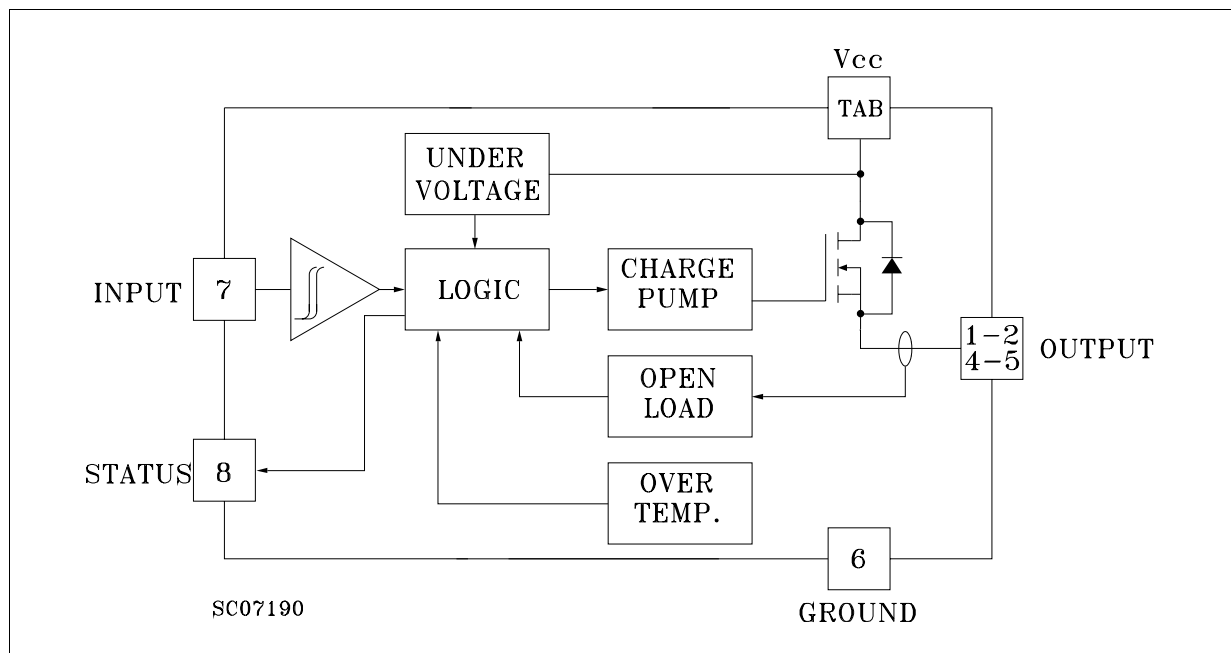 Vcc
TAB
UNDER
VOLTAGE
INPUT
7
LOGIC
CHARGE
PUMP
1-2
4-5
OUTPUT
OPEN
LOAD
STATUS
8
OVER
TEMP.
6
GROUND
SC07190